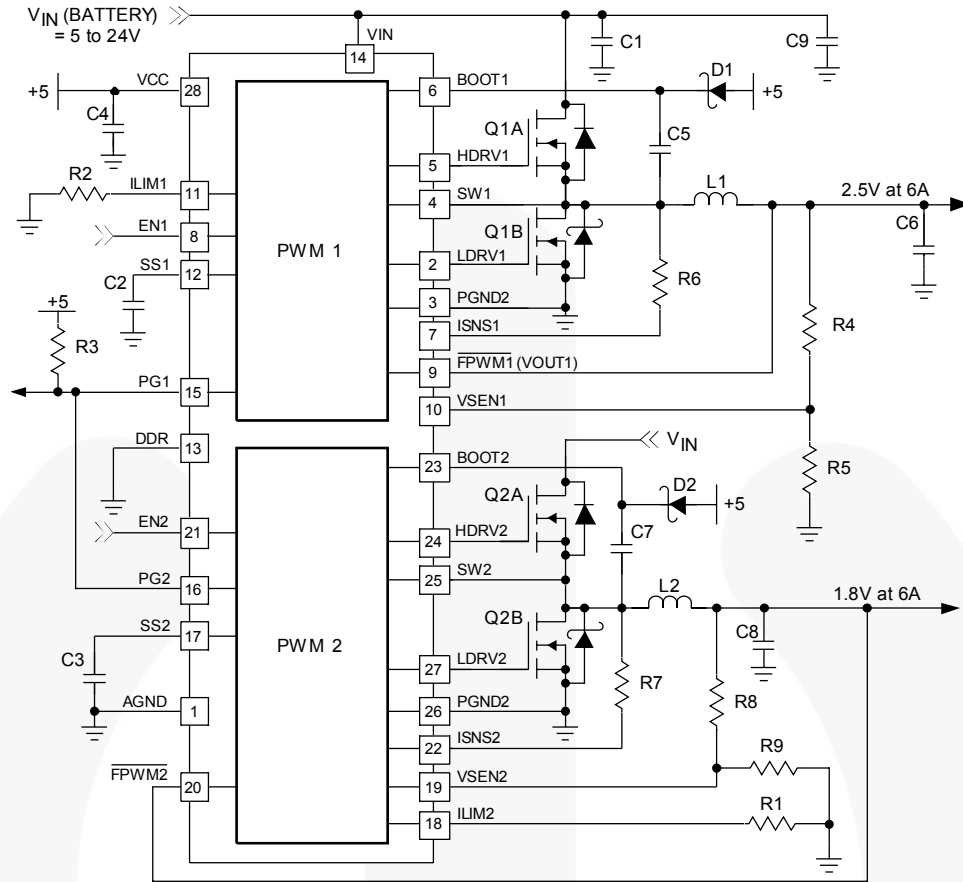 VIN (BATTERY)
= 5 to 24V
VIN
14
C1
C9
VCC
+5
28
C4
6
BOOT1
D1
+5
Q1A
C5
R2
ILIM1
11
5
HDRV1
4
SW1
L1
2.5V at 6A
EN1
8
PWM 1
Q1B
C6
2
LDRV1
SS1
12
C2
R6
3
PGND2
+5
7
ISNS1
R3
R4
9
FPWM1 (VOUT1)
PG1
15
10
VSEN1
DDR
13
VIN
23
BOOT2
R5
D2
+5
Q2A
EN2
21
24
HDRV2
C7
25
SW2
PG2
16
L2
1.8V at 6A
SS2
17
PWM 2
Q2B
C8
C3
27
LDRV2
R7
R8
AGND
1
26
PGND2
22
ISNS2
R9
FPWM2
20
19
VSEN2
R1
18
ILIM2